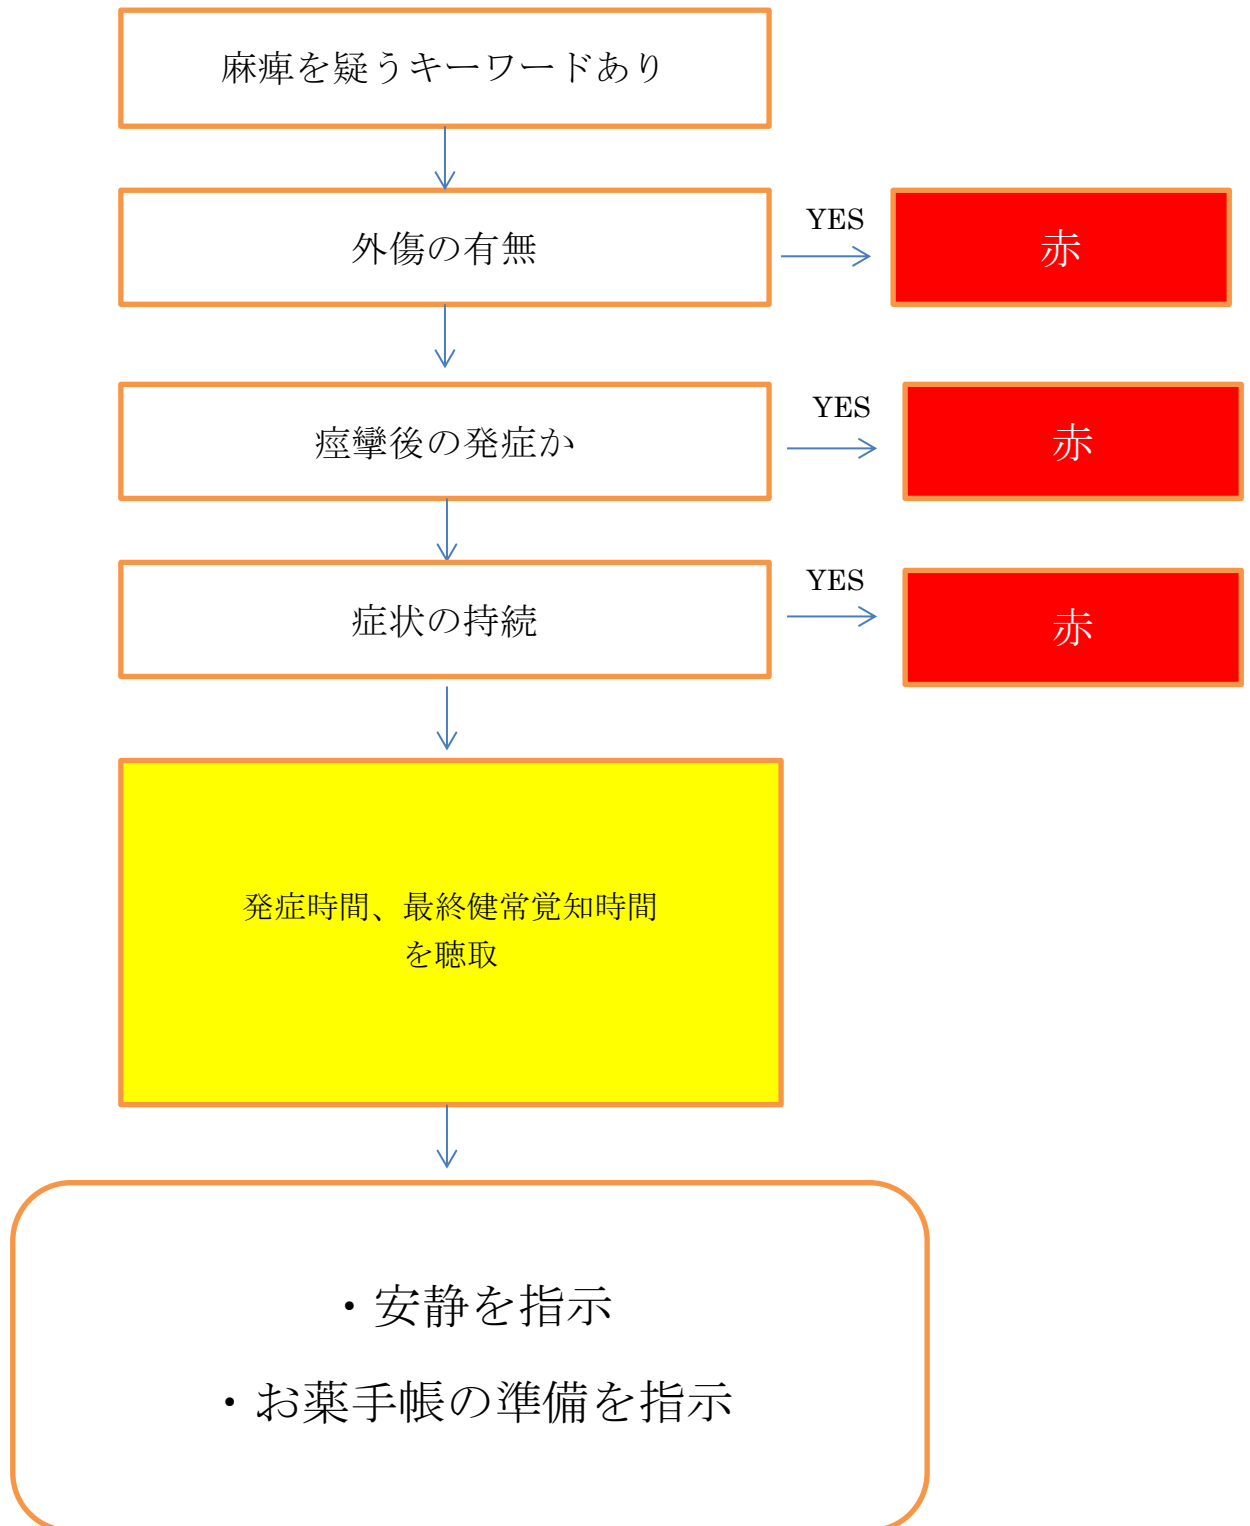 麻痺を疑うキーワードあり
外傷の有無
YES
赤
痙攣後の発症か
YES
赤
症状の持続
YES
赤
発症時間、最終健常覚知時間
を聴取
・安静を指示
・お薬手帳の準備を指示